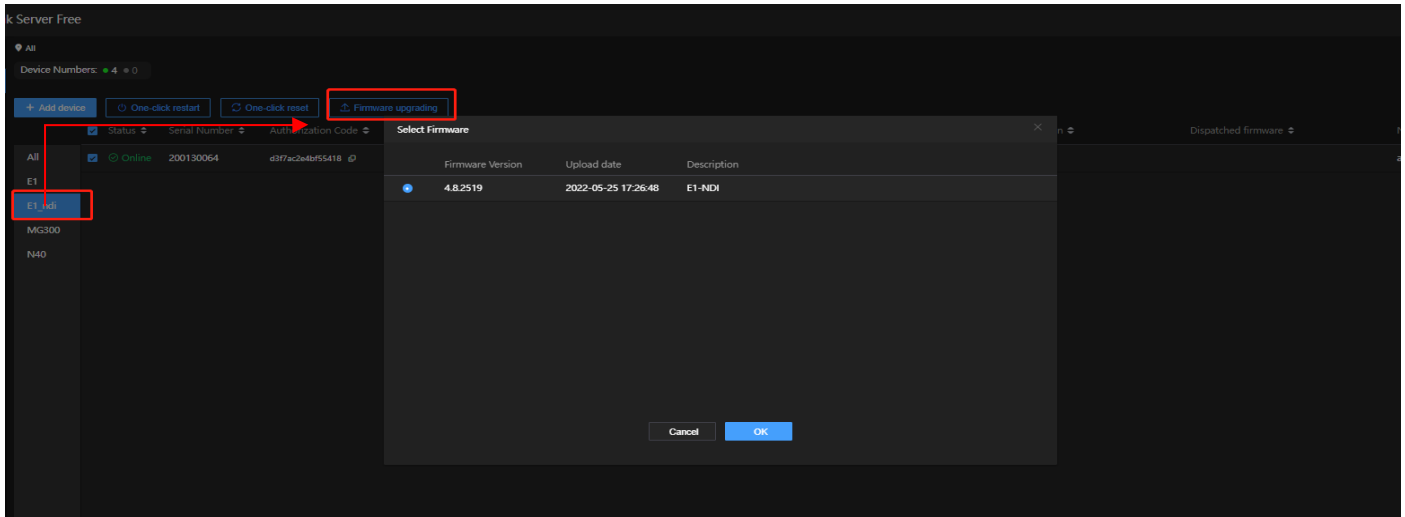 k Server Free
All
Device Numbers: 4 0
+ Add device One-click restart One-click reset Firmware upgrading
Status Serial Number Authorization Code Select Firmware n Dispatched firmware N
All Online 200130064 d3f7ac2e4bf55418 Firmware Version Upload date Description a
E1 4.8.2519 2022-05-25 17:26:48 E1-NDI
E1_ndi
MG300
N40
Cancel OK